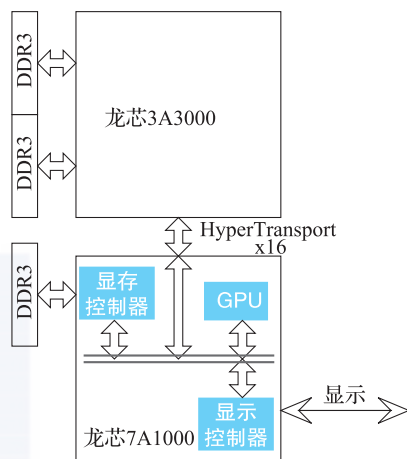 DDR3
DDR3
龙芯3A3000
HyperTransport
x16
DDR3
显存
控制器
GPU
显示
控制器
显示
龙芯7A1000